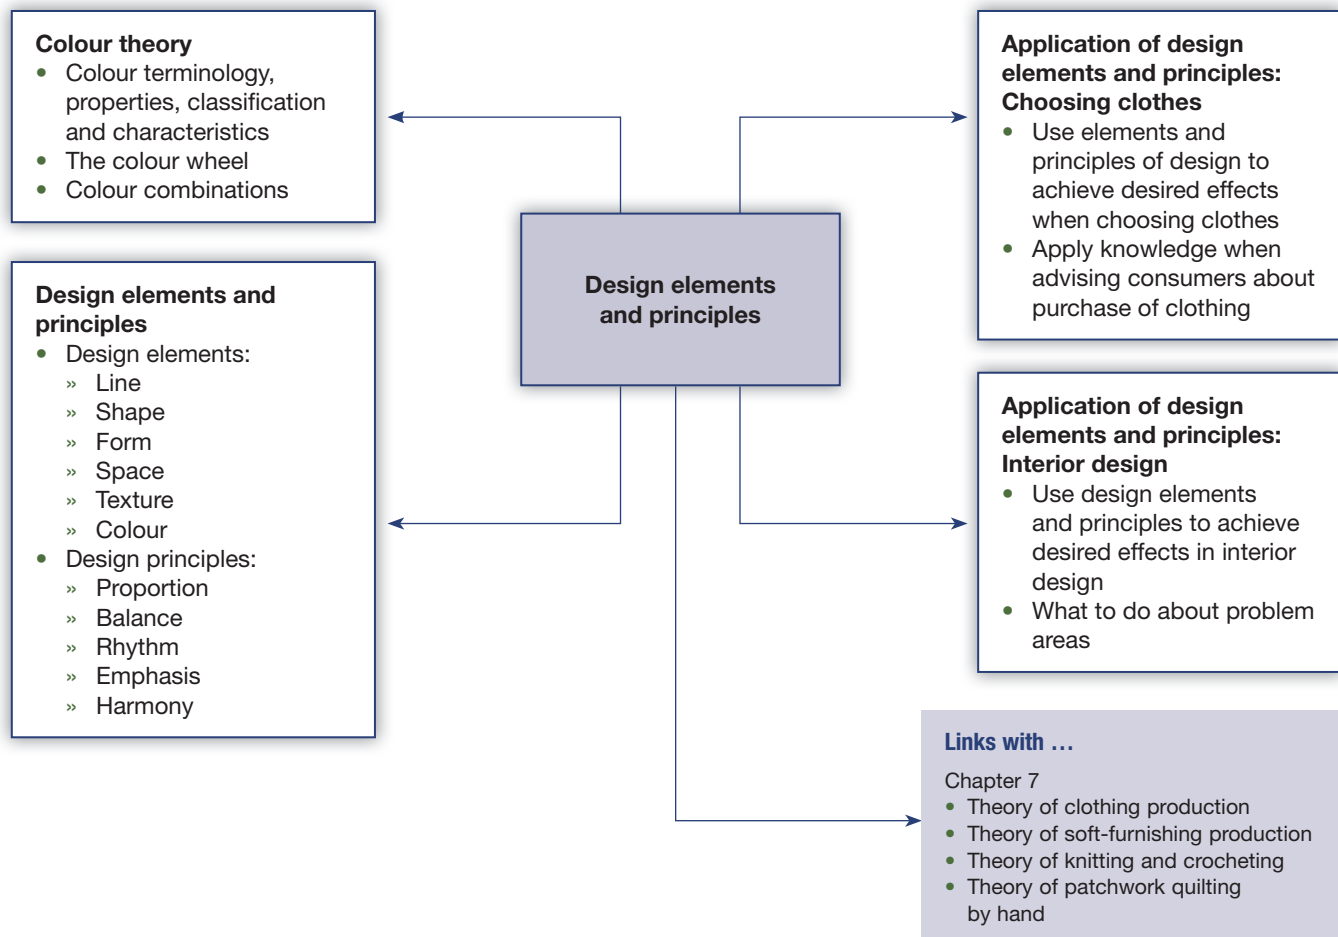 Colour theory
• Colour terminology,
properties, classification
and characteristics
• The colour wheel
• Colour combinations
Design elements and
principles
• Design elements:
» Line
» Shape
» Form
» Space
» Texture
» Colour
• Design principles:
» Proportion
» Balance
» Rhythm
» Emphasis
» Harmony
Design elements
and principles
Application of design
elements and principles:
Choosing clothes
• Use elements and
principles of design to
achieve desired effects
when choosing clothes
• Apply knowledge when
advising consumers about
purchase of clothing
Application of design
elements and principles:
Interior design
• Use design elements
and principles to achieve
desired effects in interior
design
• What to do about problem
areas
Links with …
Chapter 7
• Theory of clothing production
• Theory of soft-furnishing production
• Theory of knitting and crocheting
• Theory of patchwork quilting
by hand